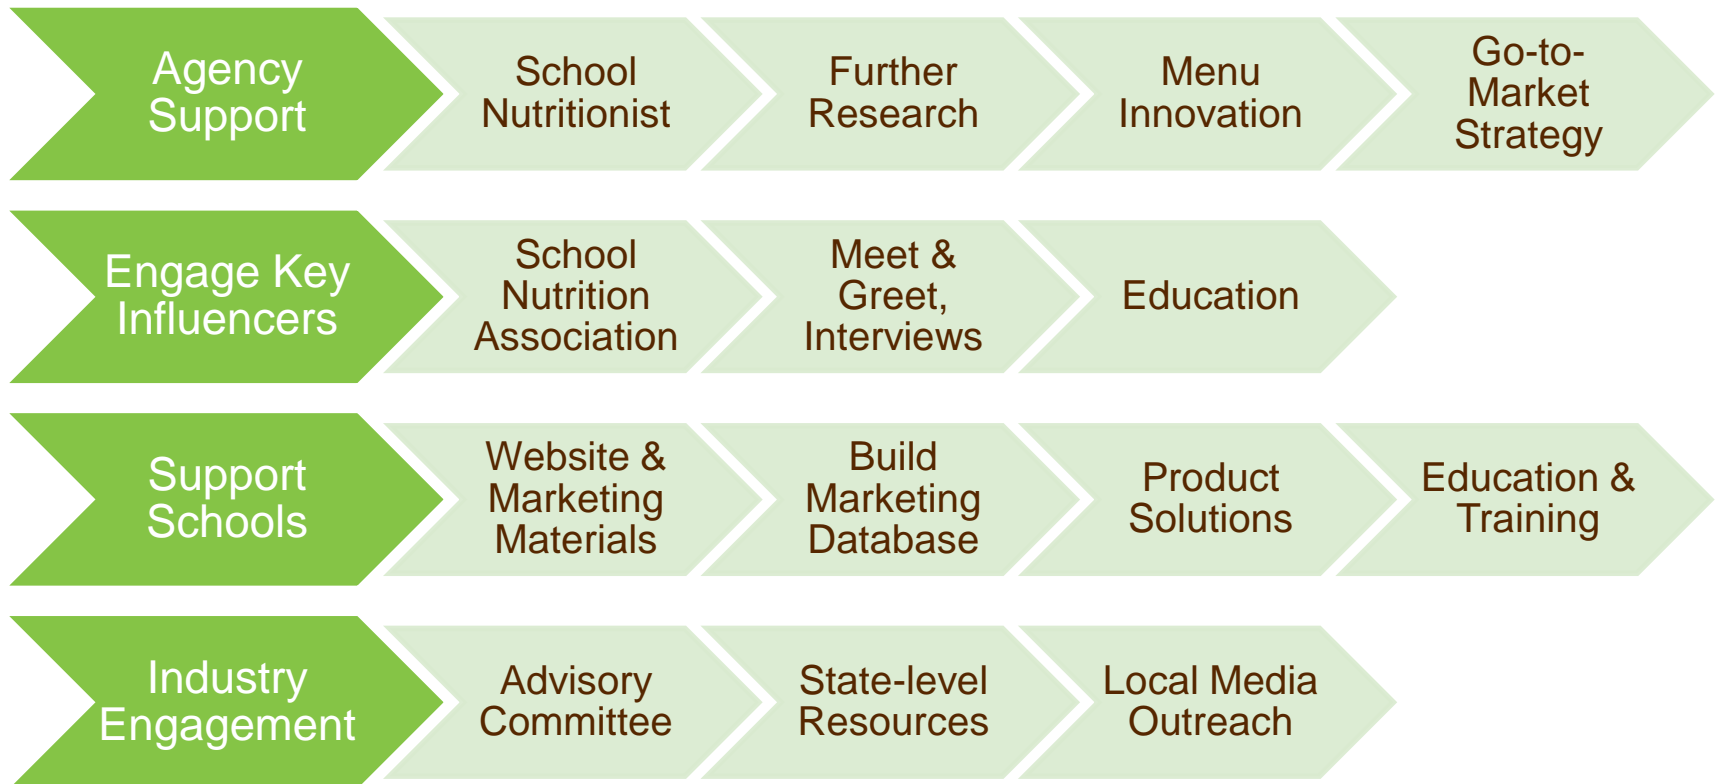 Agency
Support
School
Nutritionist
Further
Research
Menu
Innovation
Go-to-
Market
Strategy
Engage Key
Influencers
School
Nutrition
Association
Meet &
Greet,
Interviews
Education
Support
Schools
Website &
Marketing
Materials
Build
Marketing
Database
Product
Solutions
Education &
Training
Industry
Engagement
Advisory
Committee
State-level
Resources
Local Media
Outreach